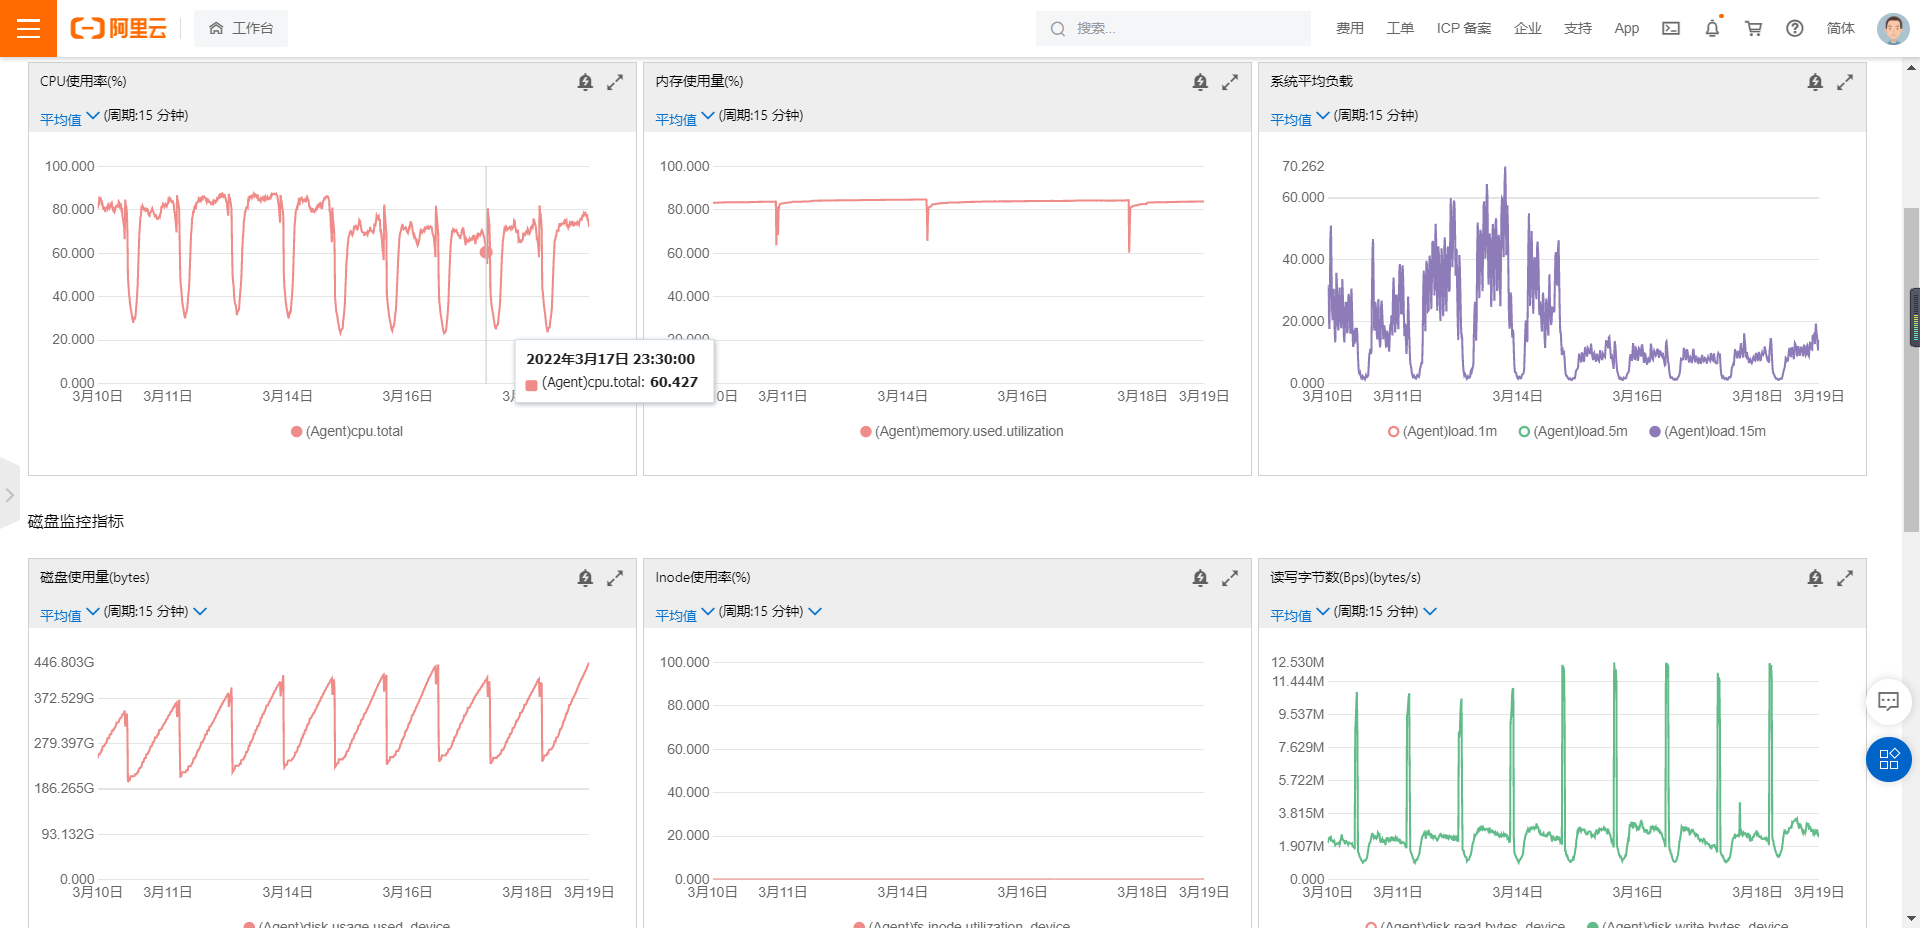 阿里云
工作台
搜索...
费用 工单 ICP 备案 企业 支持 App 简体
CPU使用率(%)
平均值 (周期:15 分钟)
100.000
80.000
60.000
40.000
20.000
0.000
3月10日 3月11日 3月14日 3月16日 3月
2022年3月17日 23:30:00
(Agent)cpu.total: 60.427
(Agent)cpu.total
内存使用量(%)
平均值 (周期:15 分钟)
100.000
80.000
60.000
40.000
20.000
0日 3月11日 3月14日 3月16日 3月18日 3月19日
(Agent)memory.used.utilization
系统平均负载
平均值 (周期:15 分钟)
70.262
60.000
40.000
20.000
0.000
3月10日 3月11日 3月14日 3月16日 3月18日 3月19日
(Agent)load.1m (Agent)load.5m (Agent)load.15m
磁盘监控指标
磁盘使用量(bytes)
平均值 (周期:15 分钟)
446.803G
372.529G
279.397G
186.265G
93.132G
0.000
3月10日 3月11日 3月14日 3月16日 3月18日 3月19日
(Agent)disk.usage.used_device
Inode使用率(%)
平均值 (周期:15 分钟)
100.000
80.000
60.000
40.000
20.000
0.000
3月10日 3月11日 3月14日 3月16日 3月18日 3月19日
(Agent)fs.inode.utilization_device
读写字节数(Bps)(bytes/s)
平均值 (周期:15 分钟)
12.530M
11.444M
9.537M
7.629M
5.722M
3.815M
1.907M
0.000
3月10日 3月11日 3月14日 3月16日 3月18日 3月19日
(Agent)disk.read.bytes_device (Agent)disk.write.bytes_device